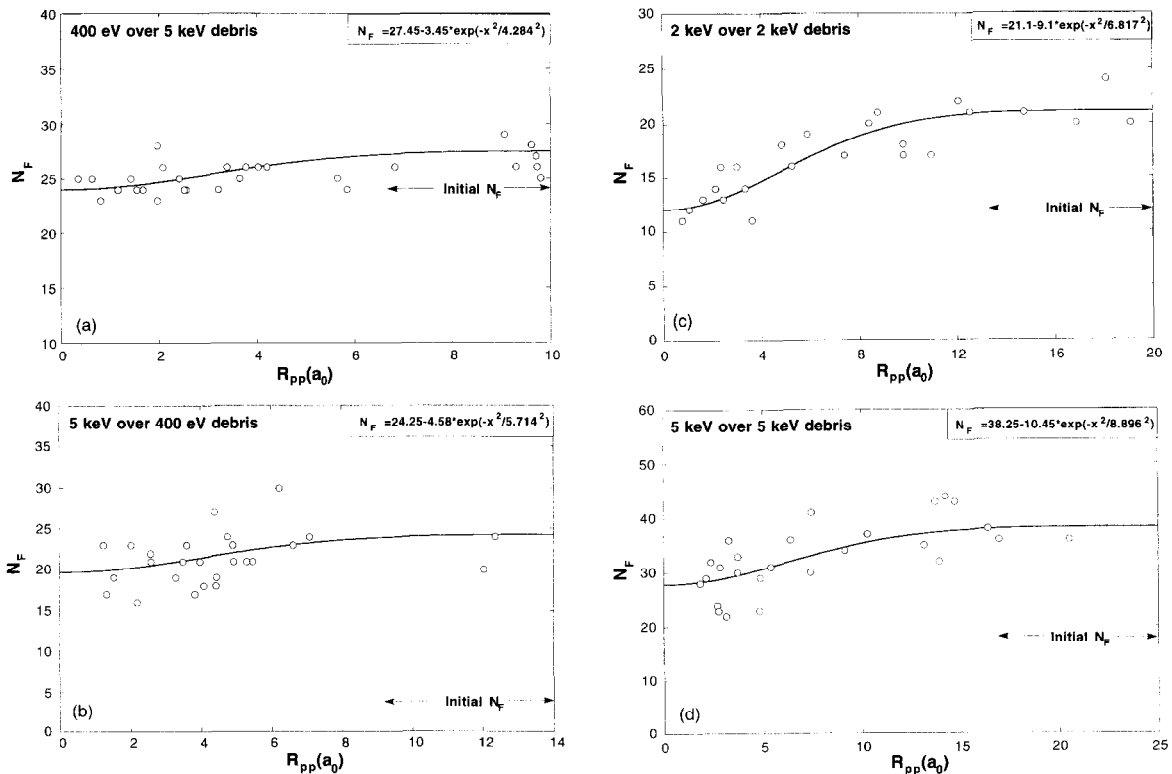 400 eV over 5 keV debris
N_F =27.45-3.45*exp(-x²/4.284²)
40
35
30
25
20
15
10
N_F
Initial N_F
(a)
0 2 4 6 8 10
R_pp(a_0)
2 keV over 2 keV debris
N_F =21.1-9.1*exp(-x²/6.817²)
30
25
20
15
10
5
0
N_F
Initial N_F
(c)
0 4 8 12 16 20
R_pp(a_0)
5 keV over 400 eV debris
N_F =24.25-4.58*exp(-x²/5.714²)
40
35
30
25
20
15
10
5
0
N_F
Initial N_F
(b)
0 2 4 6 8 10 12 14
R_pp(a_0)
5 keV over 5 keV debris
N_F =38.25-10.45*exp(-x²/8.896²)
60
50
40
30
20
10
0
N_F
Initial N_F
(d)
0 5 10 15 20 25
R_pp(a_0)